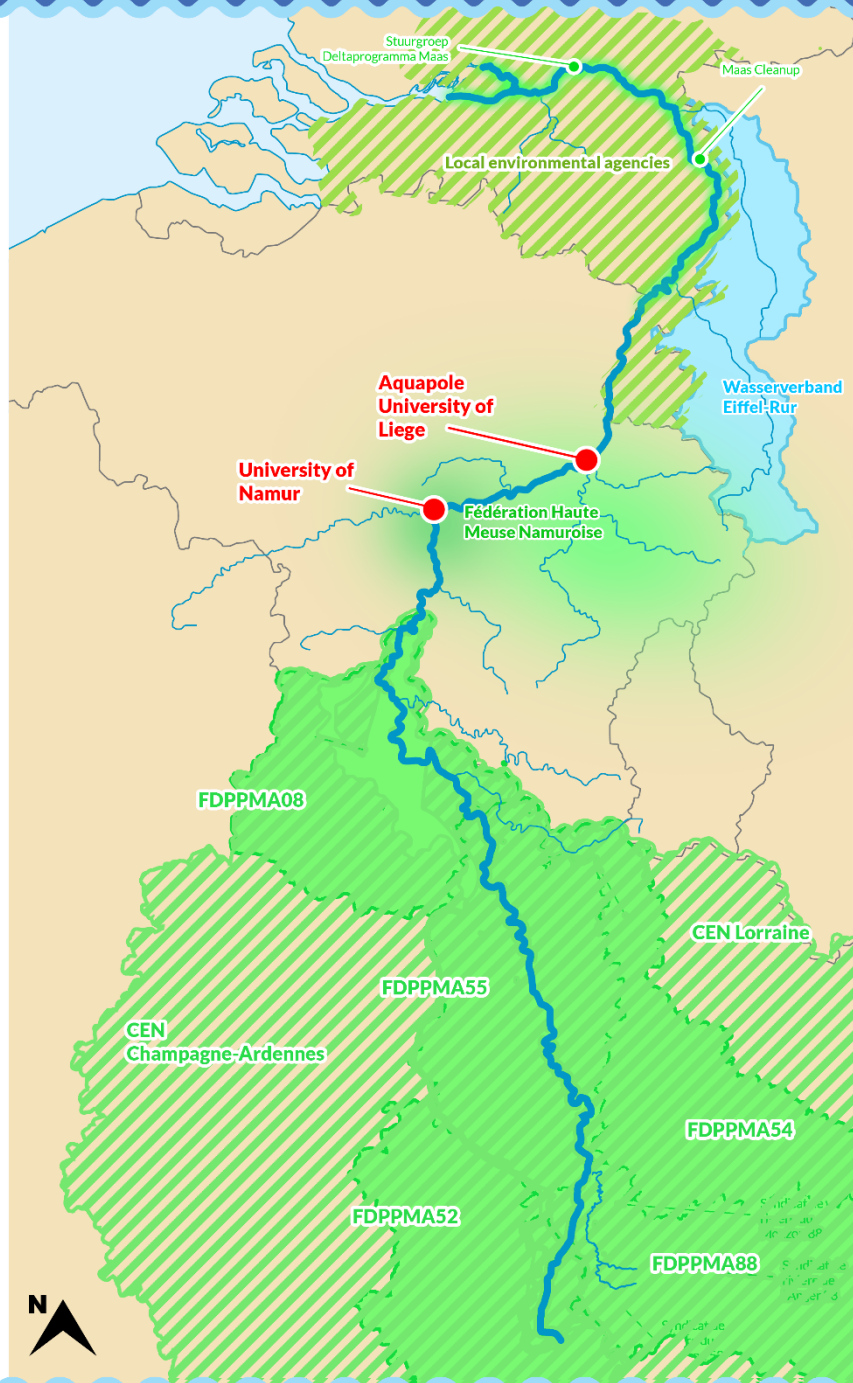 Stuurgroep
Deltaprogramma Maas
Maas Cleanup
Local environmental agencies
Wasserverband
Eiffel-Rur
Aquapole
University of
Liege
University of
Namur
Fédération Haute
Meuse Namuroise
FDPPMA08
CEN Lorraine
FDPPMA55
CEN
Champagne-Ardennes
FDPPMA54
FDPPMA52
FDPPMA88
N